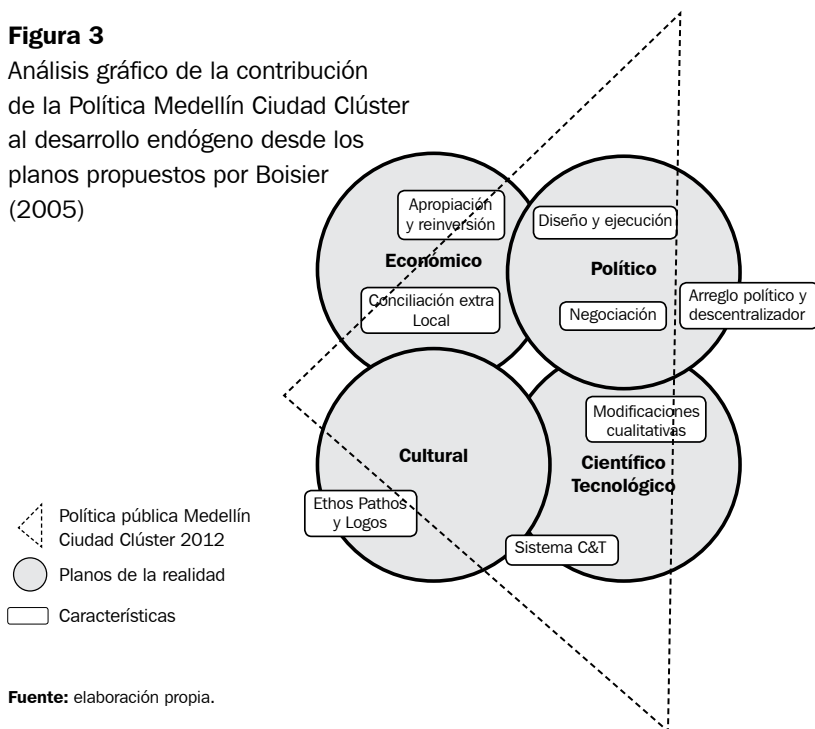 Figura 3
Análisis gráfico de la contribución
de la Política Medellín Ciudad Clúster
al desarrollo endógeno desde los
planos propuestos por Boisier
(2005)
Apropiación
y reinversión
Económico
Conciliación extra
Local
Diseño y ejecución
Político
Negociación
Arreglo político y
descentralizador
Cultural
Ethos Pathos
y Logos
Modificaciones
cualitativas
Científico
Tecnológico
Sistema C&T
Política pública Medellín
Ciudad Clúster 2012
Planos de la realidad
Característicás
Fuente: elaboración propia.